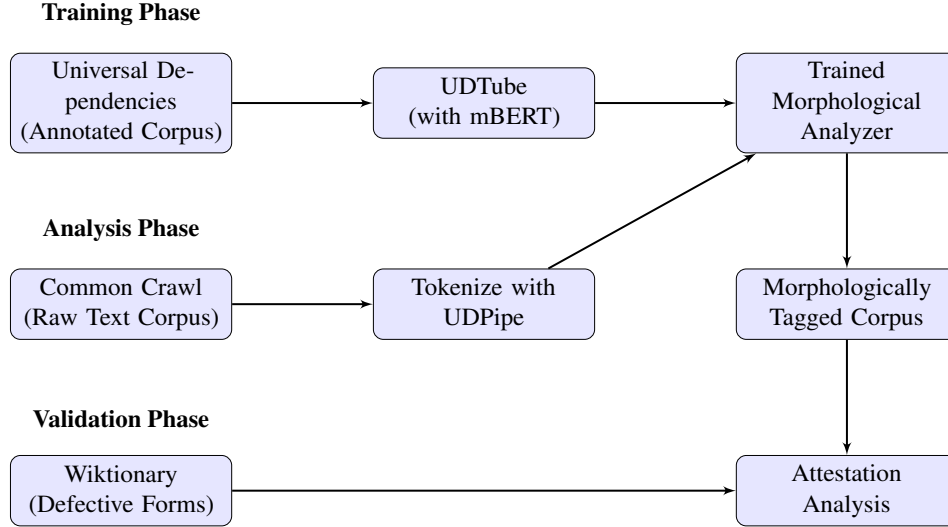 Training Phase
Universal De-
pendencies
(Annotated Corpus)
UDTube
(with mBERT)
Trained
Morphological
Analyzer
Analysis Phase
Common Crawl
(Raw Text Corpus)
Tokenize with
UDPipe
Morphologically
Tagged Corpus
Validation Phase
Wiktionary
(Defective Forms)
Attestation
Analysis